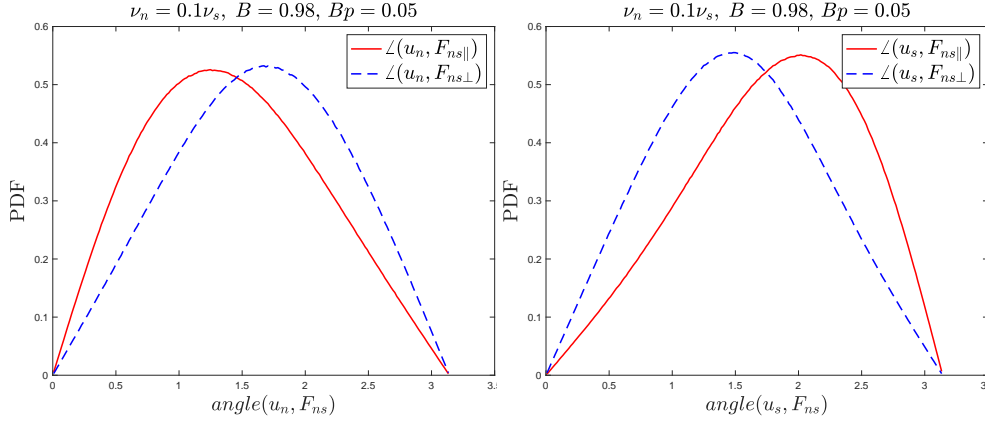 νₙ = 0.1νₛ, B = 0.98, Bp = 0.05
∠(uₙ, Fₙₛ∥)
∠(uₙ, Fₙₛ⊥)
PDF
0.6
0.5
0.4
0.3
0.2
0.1
0
0 0.5 1 1.5 2 2.5 3 3.5
angle(uₙ, Fₙₛ)
νₙ = 0.1νₛ, B = 0.98, Bp = 0.05
∠(uₛ, Fₙₛ∥)
∠(uₛ, Fₙₛ⊥)
PDF
0.6
0.5
0.4
0.3
0.2
0.1
0
0 0.5 1 1.5 2 2.5 3
angle(uₛ, Fₙₛ)